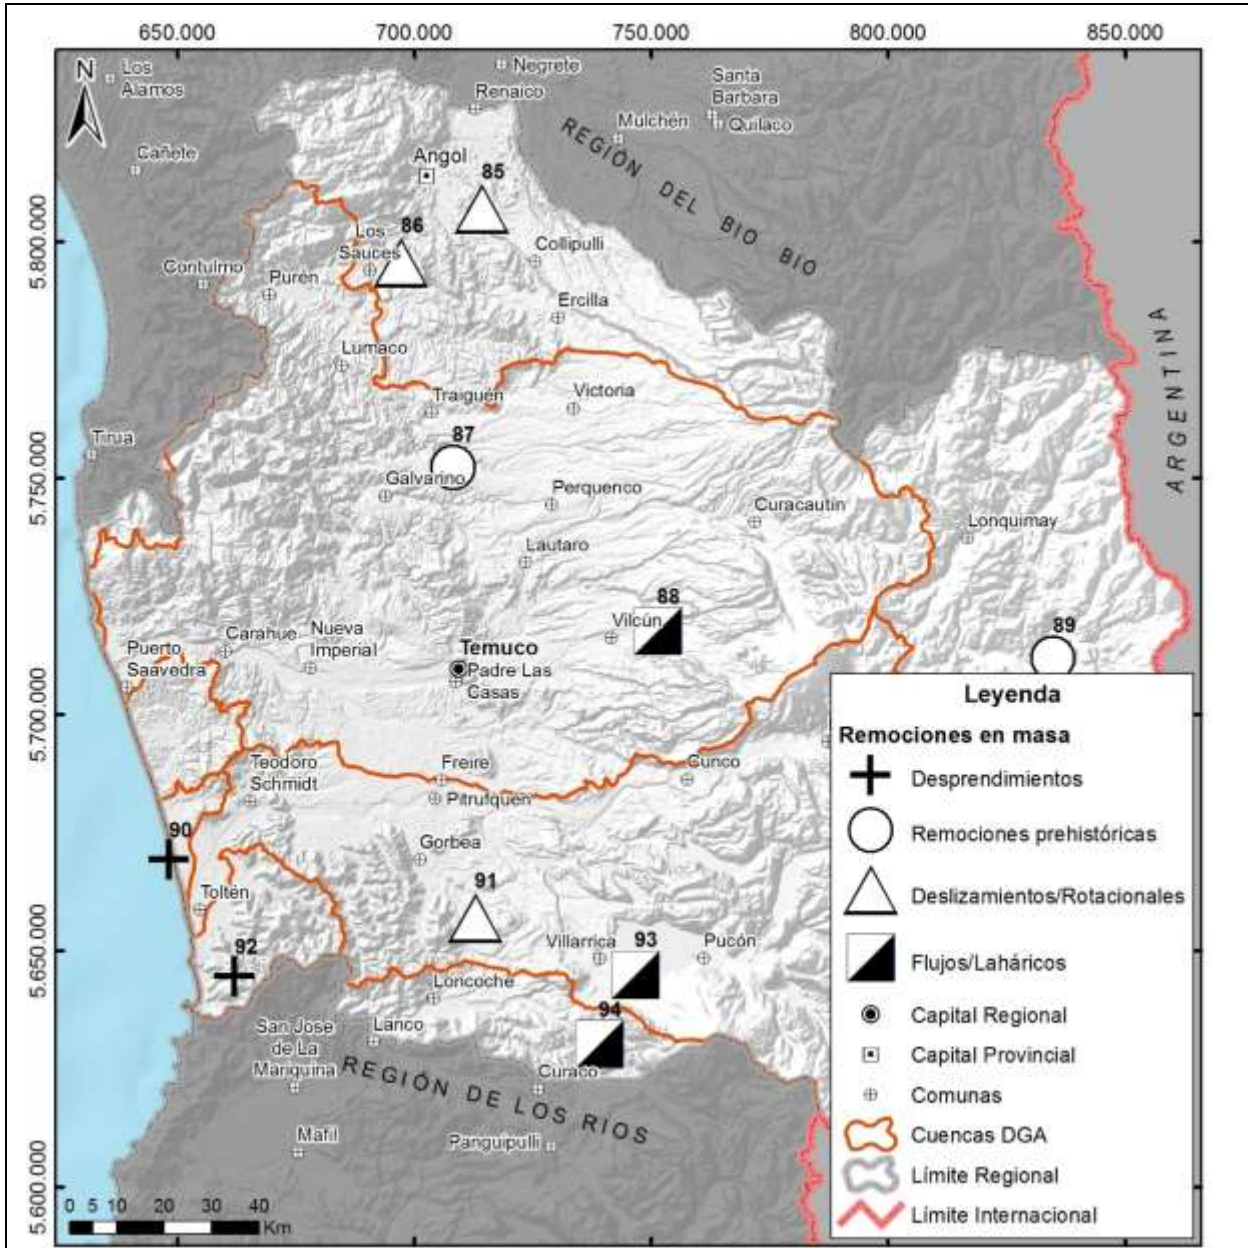 650.000 700.000 750.000 800.000 850.000
N
Los
Alamos
Negrete
Renaico
Santa
Barbara
Quilaco
Mulchén
Cañete
Angol
85
REGIÓN DEL BIO BIO
5.800.000
86
Los
Sauces
Collipulli
Contulmo
Purén
Ercilla
Lumaco
ARGENTINA
Traiguén
Victoria
Tirua
87
5.750.000
Galvarino
Perquenco
Curacautin
Lonquimay
Lautaro
88
Vilcún
89
Carahue
Nueva
Imperial
Puerto
Saavedra
Temuco
Padre Las
Casas
5.700.000
Teodoro
Schmidt
Freire
Cunco
Pitrufquén
90
Gorbea
Toltén
91
92
Villarrica
93
Pucón
5.650.000
Loncoche
94
San Jose
de La
Mariquina
Lanco
Curaco
REGIÓN DE LOS RIOS
Mafil
Panguipulli
5.600.000
0 5 10 20 30 40
Km
Leyenda
Remociones en masa
Desprendimientos
Remociones prehistóricas
Deslizamientos/Rotacionales
Flujos/Laháricos
Capital Regional
Capital Provincial
Comunas
Cuencas DGA
Límite Regional
Límite Internacional